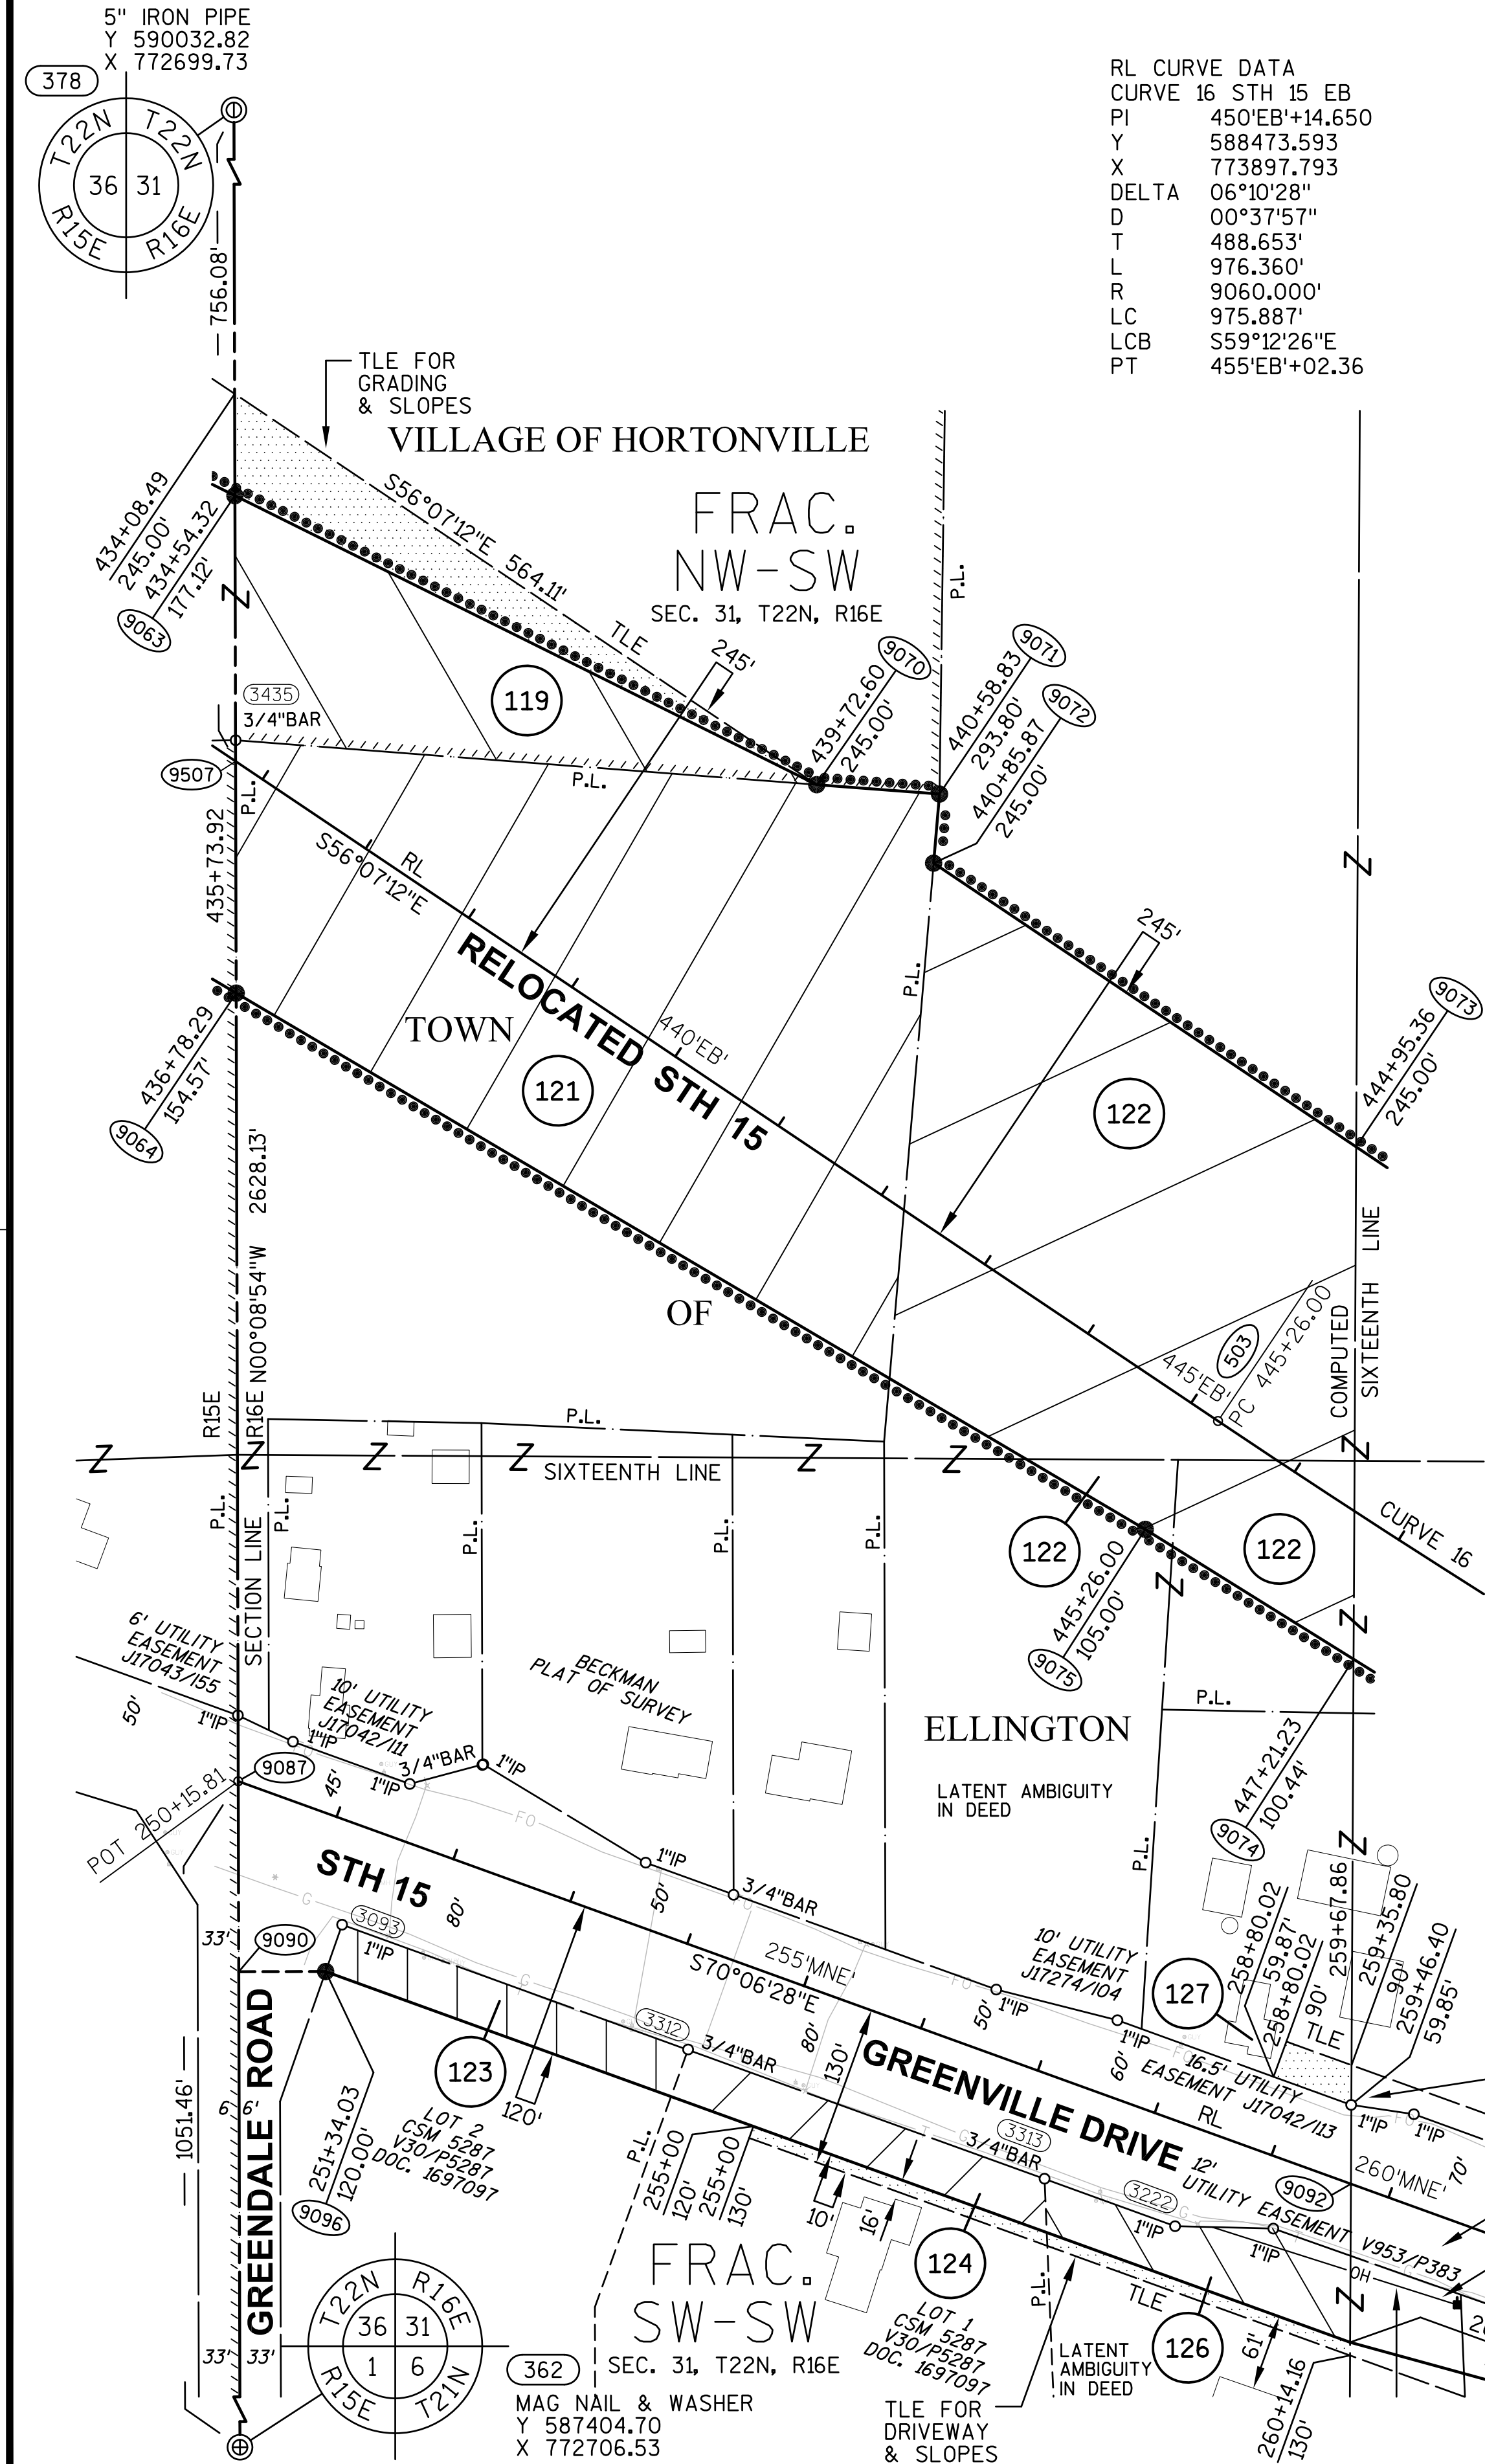 5" IRON PIPE
Y 590032.82
X 772699.73
378
T22N
T22N
36
31
R15E
R16E
756.08'
RL CURVE DATA
CURVE 16 STH 15 EB
PI 450'EB'+14.650
Y 588473.593
X 773897.793
DELTA 06°10'28"
D 00°37'57"
T 488.653'
L 976.360'
R 9060.000'
LC 975.887'
LCB S59°12'26"E
PT 455'EB'+02.36
TLE FOR
GRADING
& SLOPES
VILLAGE OF HORTONVILLE
FRAC.
NW-SW
SEC. 31, T22N, R16E
434+08.49
245.00'
434+54.32
177.12'
9063
Z
S56°07'12"E 564.11'
TLE
245'
P.L.
9070
439+72.60
245.00'
9071
440+58.83
293.80'
9072
440+85.87
245.00'
3435
3/4"BAR
119
9507
P.L.
P.L.
435+73.92
RL
S56°07'12"E
RELOCATED STH 15
440'EB'
TOWN
121
P.L.
245'
Z
9073
444+95.36
245.00'
122
436+78.29
154.57'
9064
2628.13'
N00°08'54"W
OF
R15E
R16E
503
PC 445+26.00
445'EB'
COMPUTED
SIXTEENTH LINE
P.L.
Z
Z
Z
Z
Z
Z
Z
SIXTEENTH LINE
CURVE 16
P.L.
SECTION LINE
P.L.
P.L.
P.L.
P.L.
122
122
445+26.00
105.00'
9075
Z
Z
6' UTILITY
EASEMENT
J17043/I55
50'
1"IP
10' UTILITY
EASEMENT
J17042/I11
1"IP
9087
45'
1"IP
3/4"BAR
1"IP
BECKMAN
PLAT OF SURVEY
P.L.
ELLINGTON
LATENT AMBIGUITY
IN DEED
447+21.23
100.44'
9074
Z
P.L.
POT 250+15.81
FO
STH 15
80'
1"IP
50'
3/4"BAR
FO
G
33'
9090
3093
1"IP
255'MNE'
S70°06'28"E
10' UTILITY
EASEMENT
J17274/I04
FO
50'
1"IP
127
258+80.02
59.87'
258+80.02
90'
259+67.86
259+35.80
90'
259+46.40
59.85'
TLE
G
3312
3/4"BAR
80'
130'
1"IP
60'
FO
16.5' UTILITY
EASEMENT J17042/I13
1"IP
FO
1"IP
GREENVILLE DRIVE
RL
70'
123
120'
1051.46'
6'
6'
GREENDALE ROAD
251+34.03
120.00'
9096
LOT 2
CSM 5287
V30/P5287
DOC. 1697097
P.L.
255+00
120'
255+00
130'
T
G
3313
3/4"BAR
12'
UTILITY EASEMENT V953/P383
3222
G
1"IP
9092
260'MNE'
1"IP
10'
16'
124
OH
G
Z
FRAC.
SW-SW
SEC. 31, T22N, R16E
P.L.
TLE
126
61'
LOT 1
CSM 5287
V30/P5287
DOC. 1697097
LATENT
AMBIGUITY
IN DEED
T22N
R16E
36
31
1
6
R15E
T21N
33'
33'
362
MAG NAIL & WASHER
Y 587404.70
X 772706.53
TLE FOR
DRIVEWAY
& SLOPES
260+14.16
130'